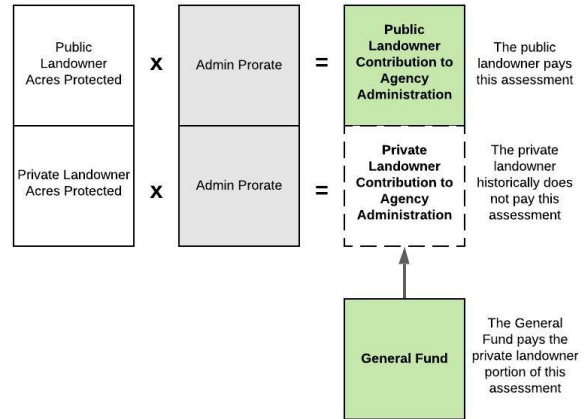 Public
Landowner
Acres Protected
x
Admin Prorate
=
Public
Landowner
Contribution to
Agency
Administration
The public
landowner pays
this assessment
Private Landowner
Acres Protected
x
Admin Prorate
=
Private
Landowner
Contribution to
Agency
Administration
The private
landowner
historically does
not pay this
assessment
General Fund
The General
Fund pays the
private landowner
portion of this
assessment